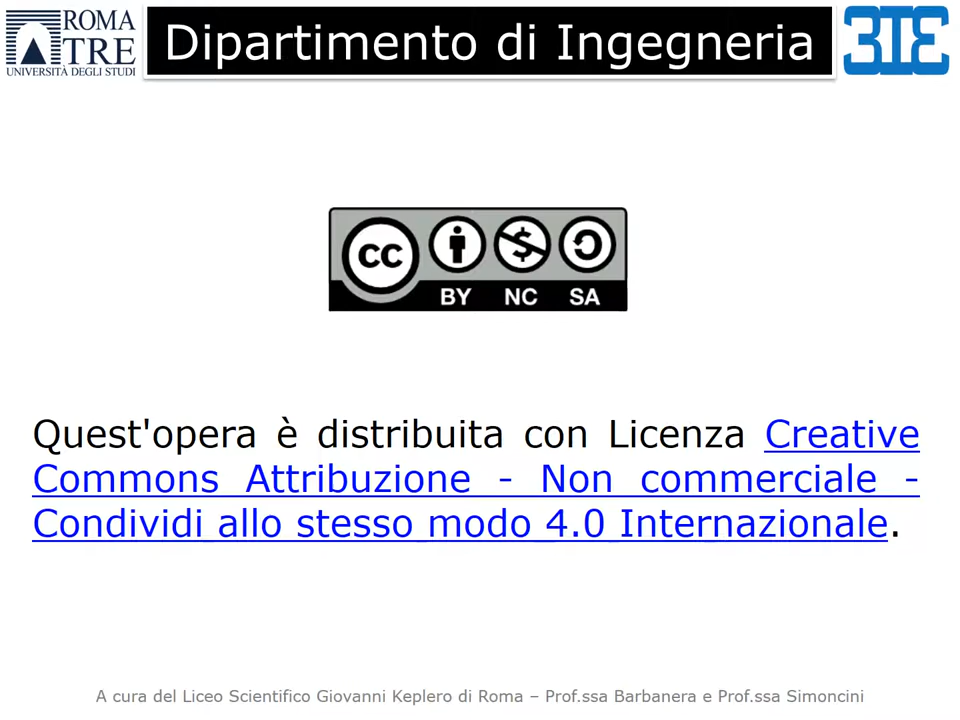 ROMA
TRE
UNIVERSITÀ DEGLI STUDI
Dipartimento di Ingegneria
cc
BY NC SA
Quest'opera è distribuita con Licenza Creative
Commons Attribuzione - Non commerciale -
Condividi allo stesso modo 4.0 Internazionale.
A cura del Liceo Scientifico Giovanni Keplero di Roma – Prof.ssa Barbanera e Prof.ssa Simoncini